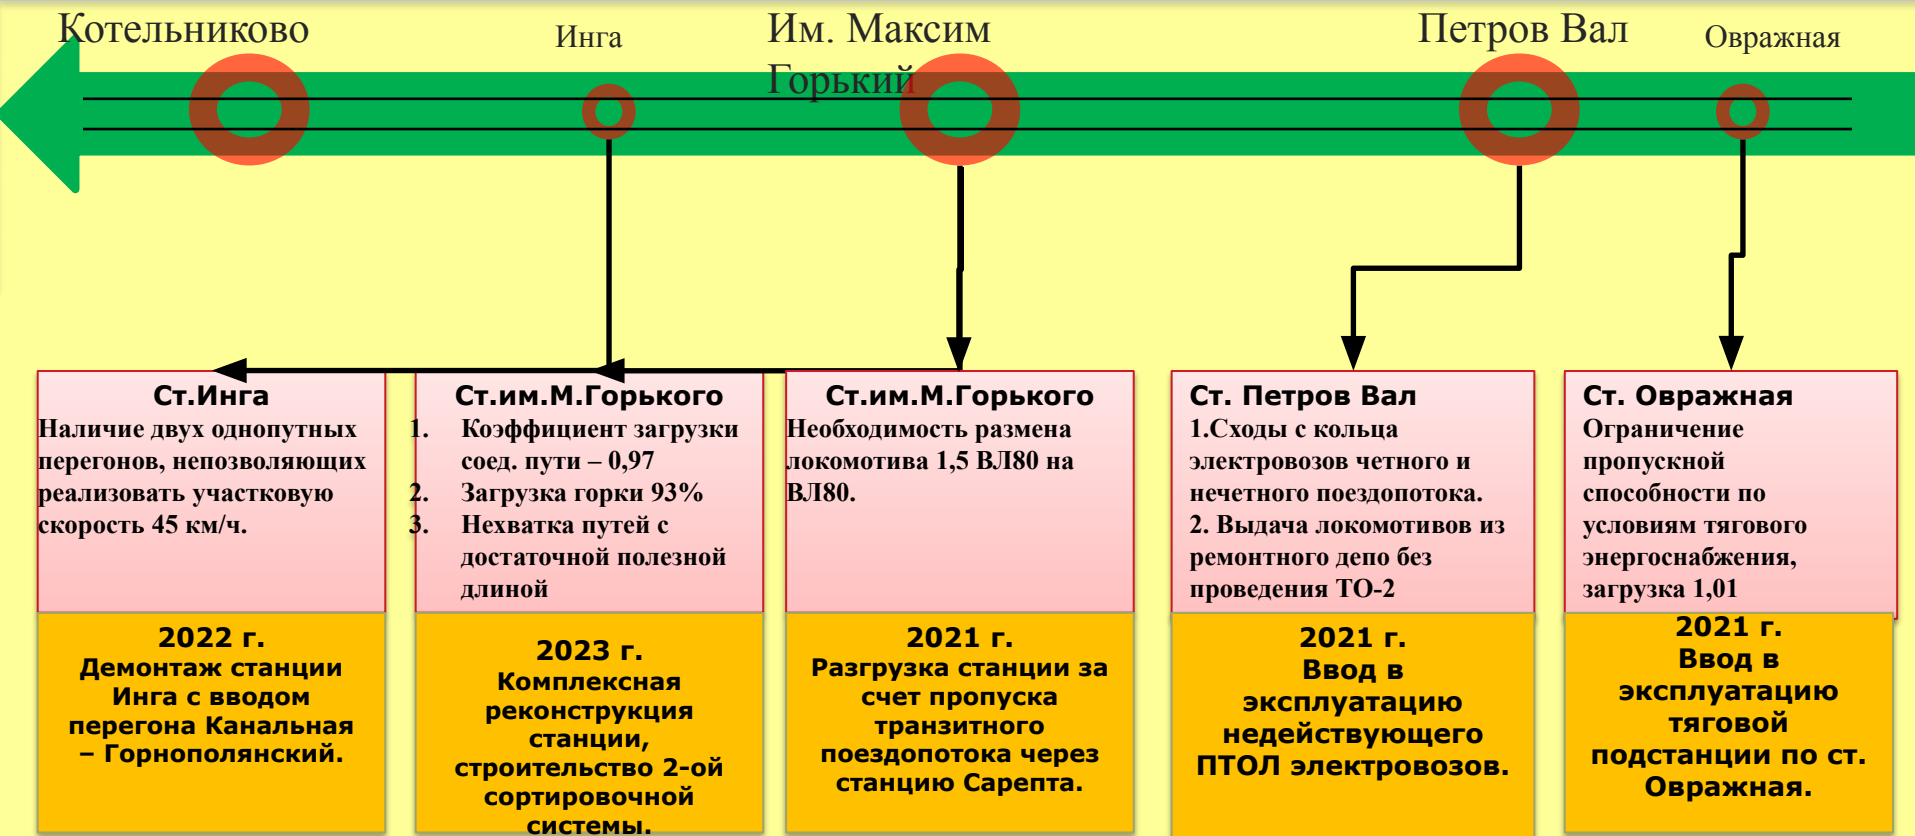 Котельниково
Инга
Им. Максим
Горький
Петров Вал
Овражная
Ст.Инга
Наличие двух однопутных
перегонов, непозволяющих
реализовать участковую
скорость 45 км/ч.
2022 г.
Демонтаж станции
Инга с вводом
перегона Канальная
– Горнополянский.
Ст.им.М.Горького
1. Коэффициент загрузки
соед. пути – 0,97
2. Загрузка горки 93%
3. Нехватка путей с
достаточной полезной
длиной
2023 г.
Комплексная
реконструкция
станции,
строительство 2-ой
сортировочной
системы.
Ст.им.М.Горького
Необходимость размена
локомотива 1,5 ВЛ80 на
ВЛ80.
2021 г.
Разгрузка станции за
счет пропуска
транзитного
поездопотока через
станцию Сарепта.
Ст. Петров Вал
1.Сходы с кольца
электровозов четного и
нечетного поездопотока.
2. Выдача локомотивов из
ремонтного депо без
проведения ТО-2
2021 г.
Ввод в
эксплуатацию
недействующего
ПТОЛ электровозов.
Ст. Овражная
Ограничение
пропускной
способности по
условиям тягового
энергоснабжения,
загрузка 1,01
2021 г.
Ввод в
эксплуатацию
тяговой
подстанции по ст.
Овражная.